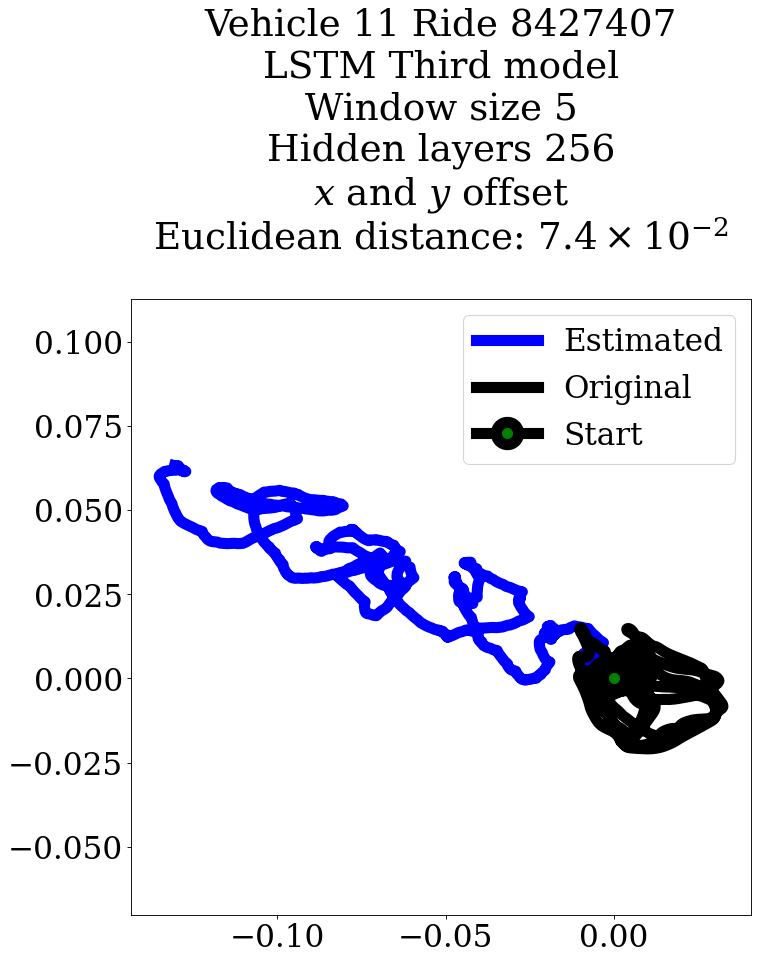 Vehicle 11 Ride 8427407
LSTM Third model
Window size 5
Hidden layers 256
x and y offset
Euclidean distance: 7.4 × 10⁻²
Estimated
Original
Start
0.100
0.075
0.050
0.025
0.000
−0.025
−0.050
−0.10
−0.05
0.00